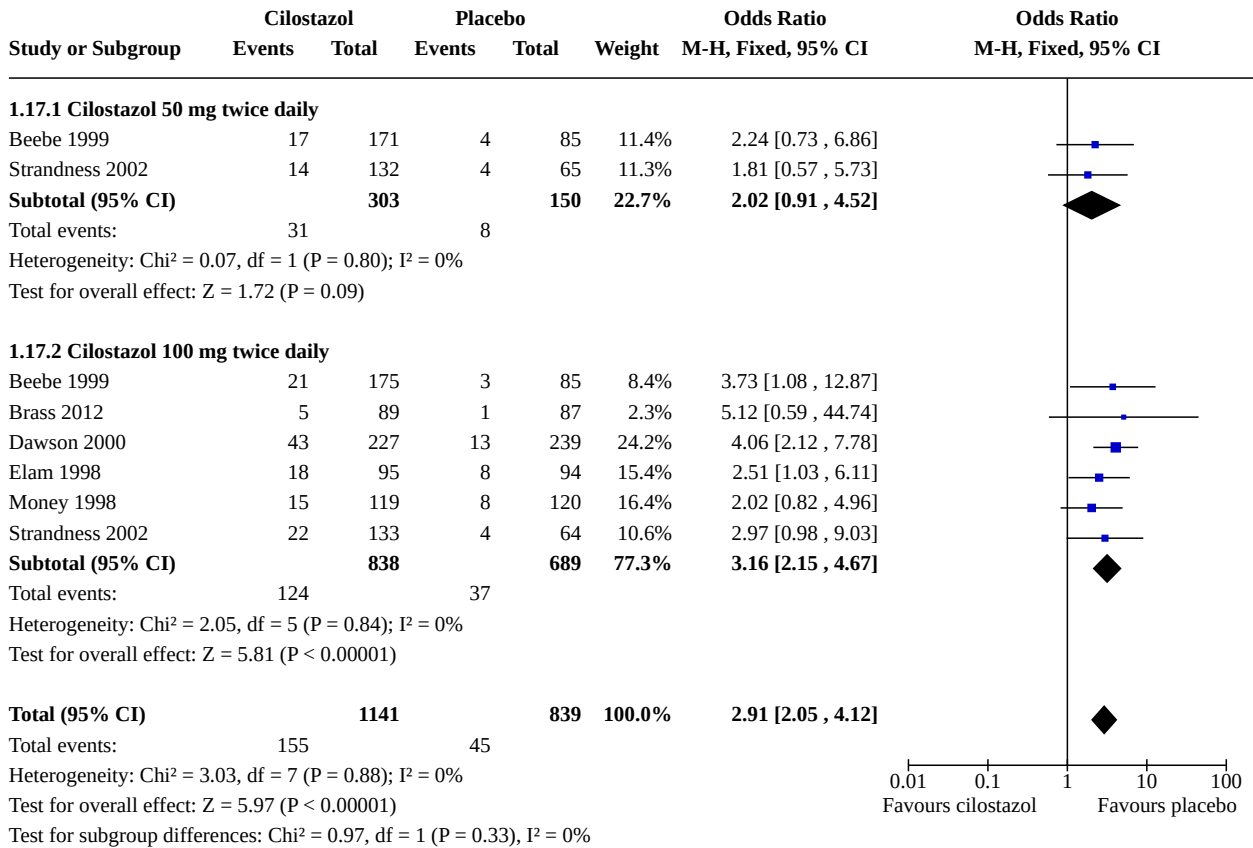 Cilostazol Placebo Odds Ratio Odds Ratio
Study or Subgroup Events Total Events Total Weight M-H, Fixed, 95% CI M-H, Fixed, 95% CI
1.17.1 Cilostazol 50 mg twice daily
Beebe 1999 17 171 4 85 11.4% 2.24 [0.73 , 6.86]
Strandness 2002 14 132 4 65 11.3% 1.81 [0.57 , 5.73]
Subtotal (95% CI) 303 150 22.7% 2.02 [0.91 , 4.52]
Total events: 31 8
Heterogeneity: Chi² = 0.07, df = 1 (P = 0.80); I² = 0%
Test for overall effect: Z = 1.72 (P = 0.09)
1.17.2 Cilostazol 100 mg twice daily
Beebe 1999 21 175 3 85 8.4% 3.73 [1.08 , 12.87]
Brass 2012 5 89 1 87 2.3% 5.12 [0.59 , 44.74]
Dawson 2000 43 227 13 239 24.2% 4.06 [2.12 , 7.78]
Elam 1998 18 95 8 94 15.4% 2.51 [1.03 , 6.11]
Money 1998 15 119 8 120 16.4% 2.02 [0.82 , 4.96]
Strandness 2002 22 133 4 64 10.6% 2.97 [0.98 , 9.03]
Subtotal (95% CI) 838 689 77.3% 3.16 [2.15 , 4.67]
Total events: 124 37
Heterogeneity: Chi² = 2.05, df = 5 (P = 0.84); I² = 0%
Test for overall effect: Z = 5.81 (P < 0.00001)
Total (95% CI) 1141 839 100.0% 2.91 [2.05 , 4.12]
Total events: 155 45
Heterogeneity: Chi² = 3.03, df = 7 (P = 0.88); I² = 0%
Test for overall effect: Z = 5.97 (P < 0.00001)
Test for subgroup differences: Chi² = 0.97, df = 1 (P = 0.33), I² = 0%
0.01 0.1 1 10 100
Favours cilostazol Favours placebo